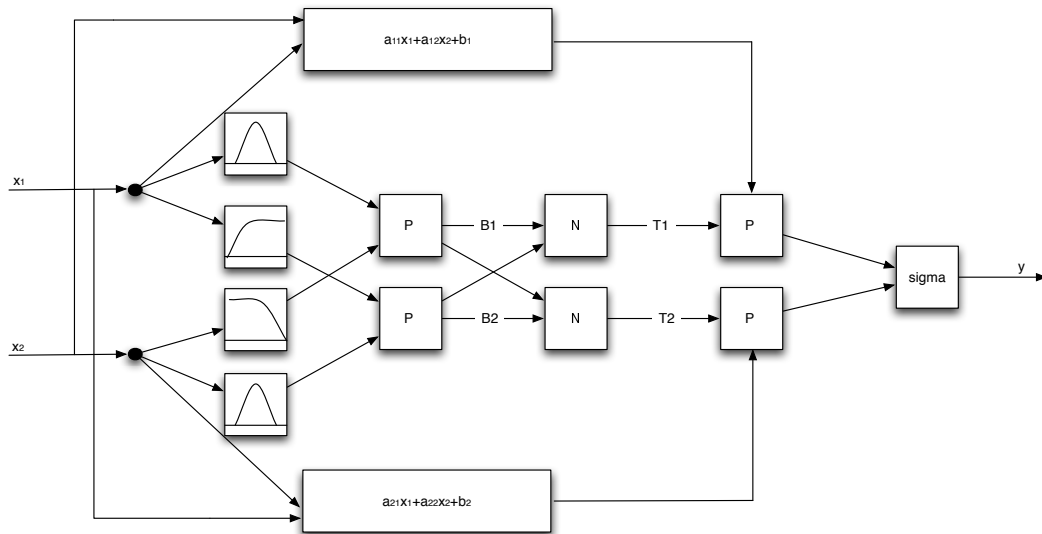 a11x1+a12x2+b1
x1
P
B1
N
T1
P
sigma
y
x2
P
B2
N
T2
P
a21x1+a22x2+b2